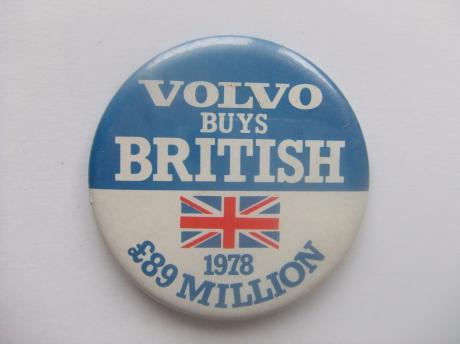 VOLVO
BUYS
BRITISH
1978
£89 MILLION